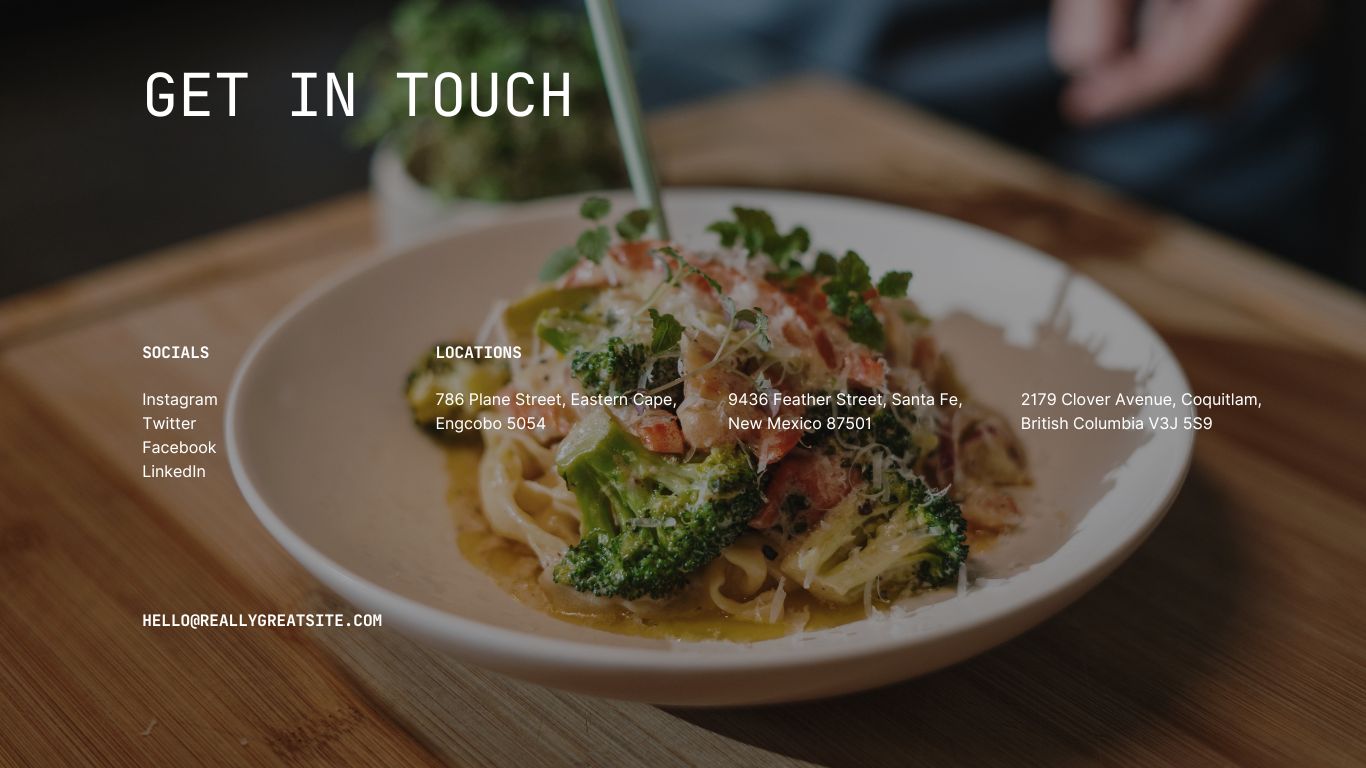 GET IN TOUCH
SOCIALS
Instagram
Twitter
Facebook
LinkedIn
LOCATIONS
786 Plane Street, Eastern Cape,
Engcobo 5054
9436 Feather Street, Santa Fe,
New Mexico 87501
2179 Clover Avenue, Coquitlam,
British Columbia V3J 5S9
HELLO@REALLYGREATSITE.COM